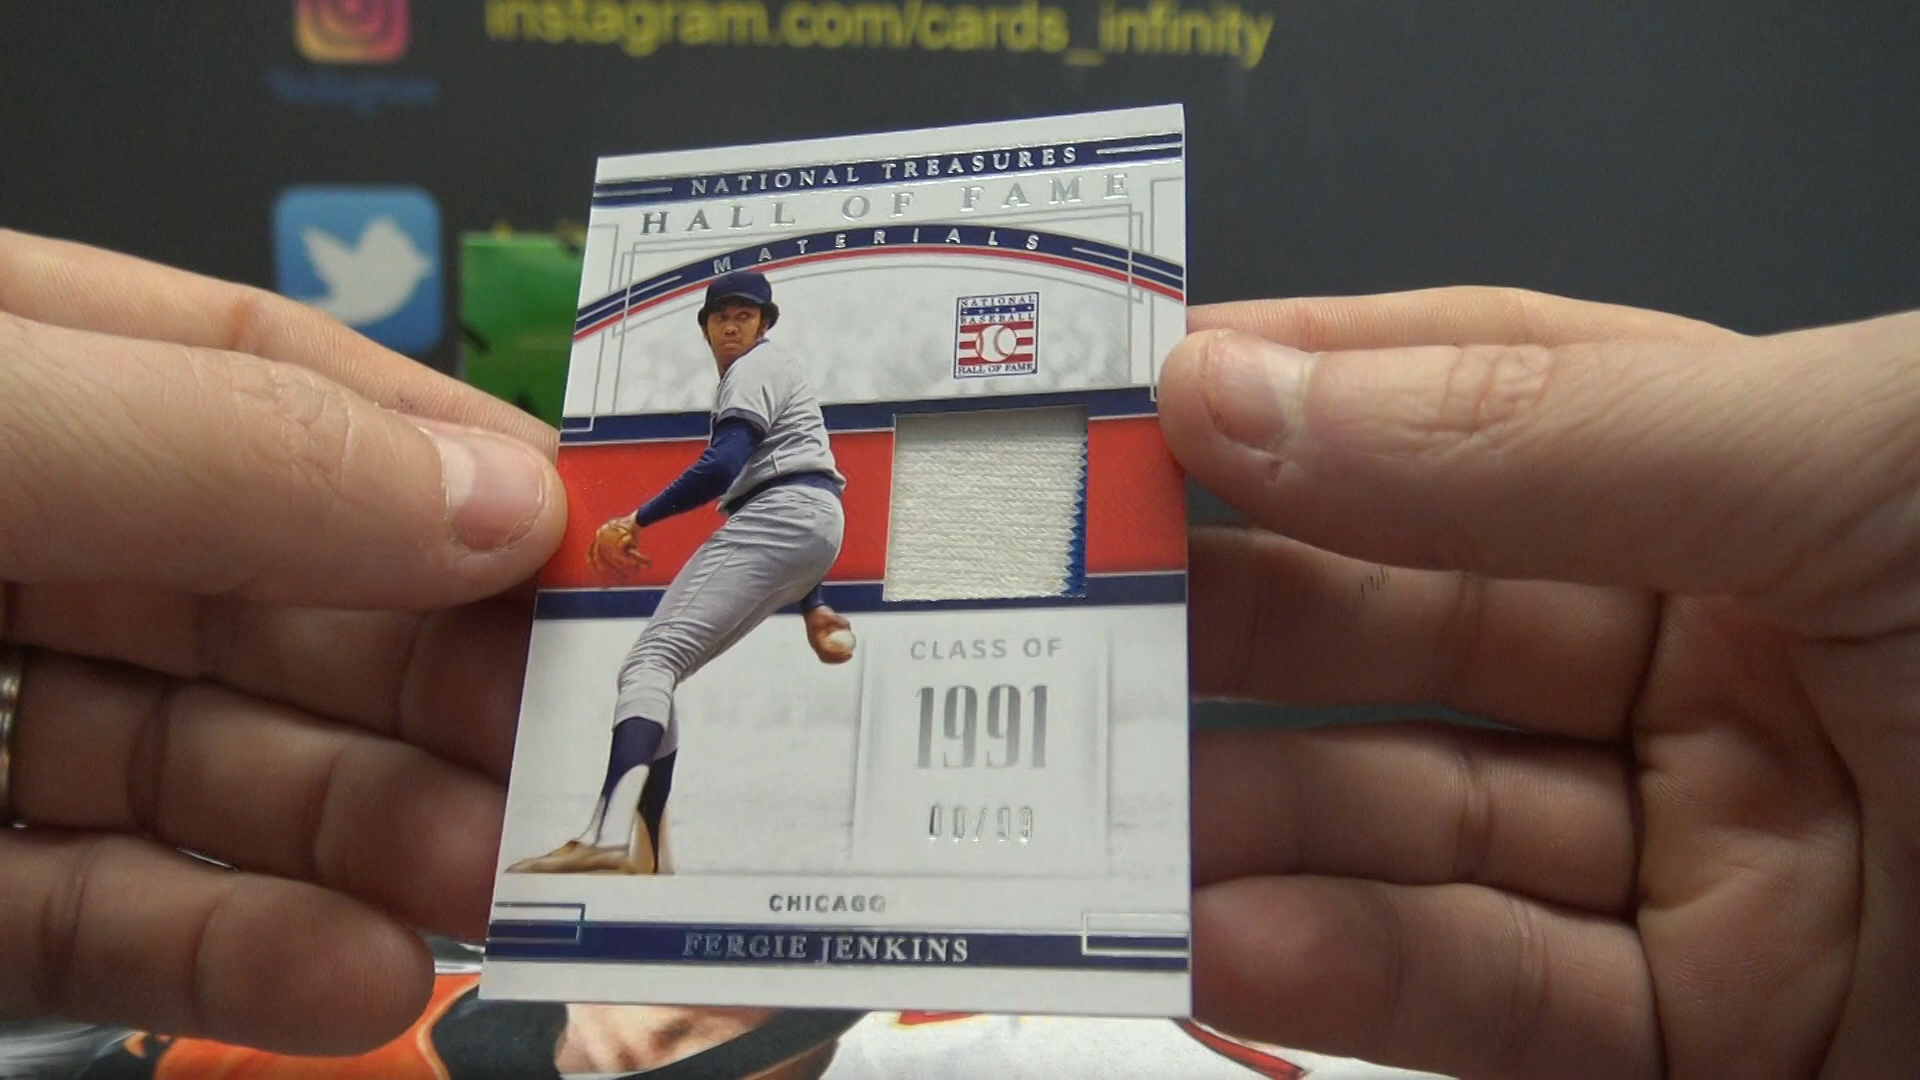 instagram.com/cards_infinity
Instagram
NATIONAL TREASURES
HALL OF FAME
MATERIALS
NATIONAL
BASEBALL
HALL OF FAME
CLASS OF
1991
CHICAGO
FERGIE JENKINS